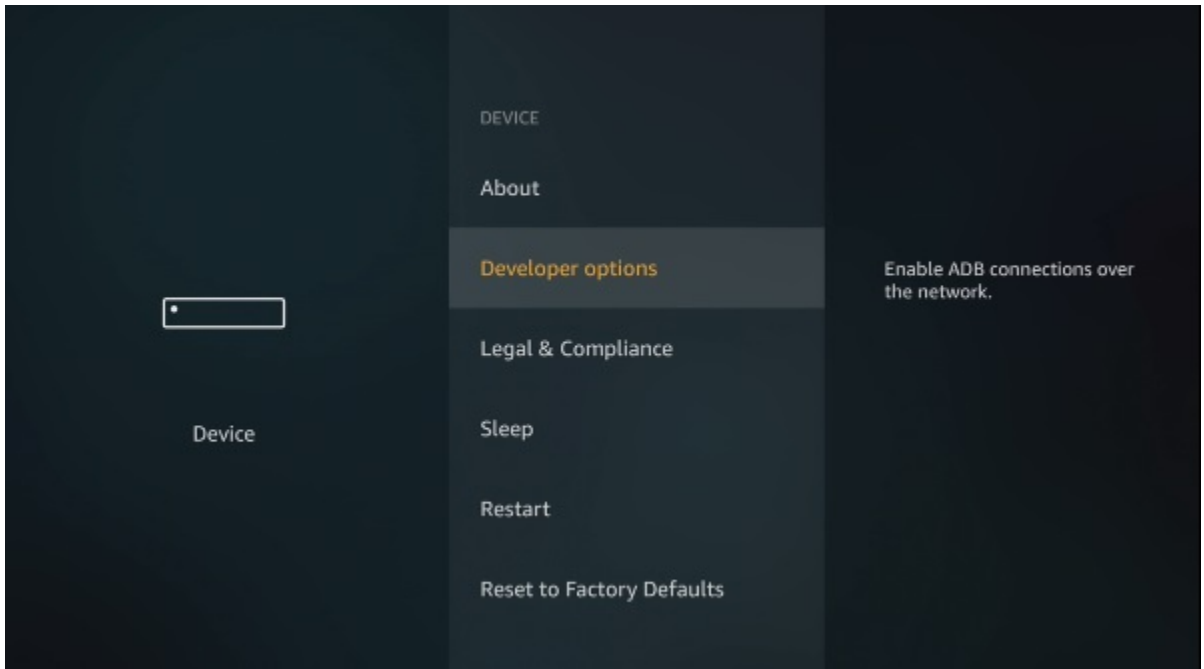 Device
DEVICE
About
Developer options
Legal & Compliance
Sleep
Restart
Reset to Factory Defaults
Enable ADB connections over
the network.